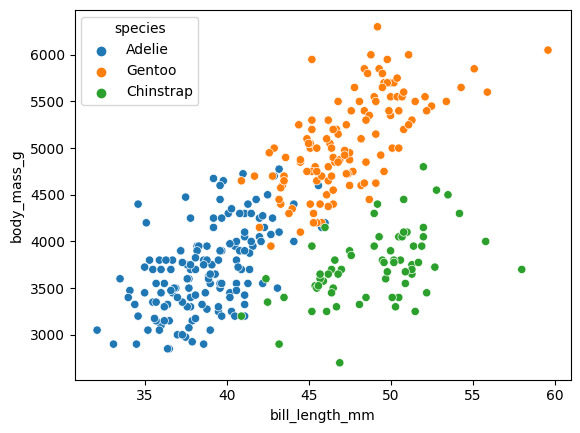 species
Adelie
Gentoo
Chinstrap
body_mass_g
6000
5500
5000
4500
4000
3500
3000
35 40 45 50 55 60
bill_length_mm